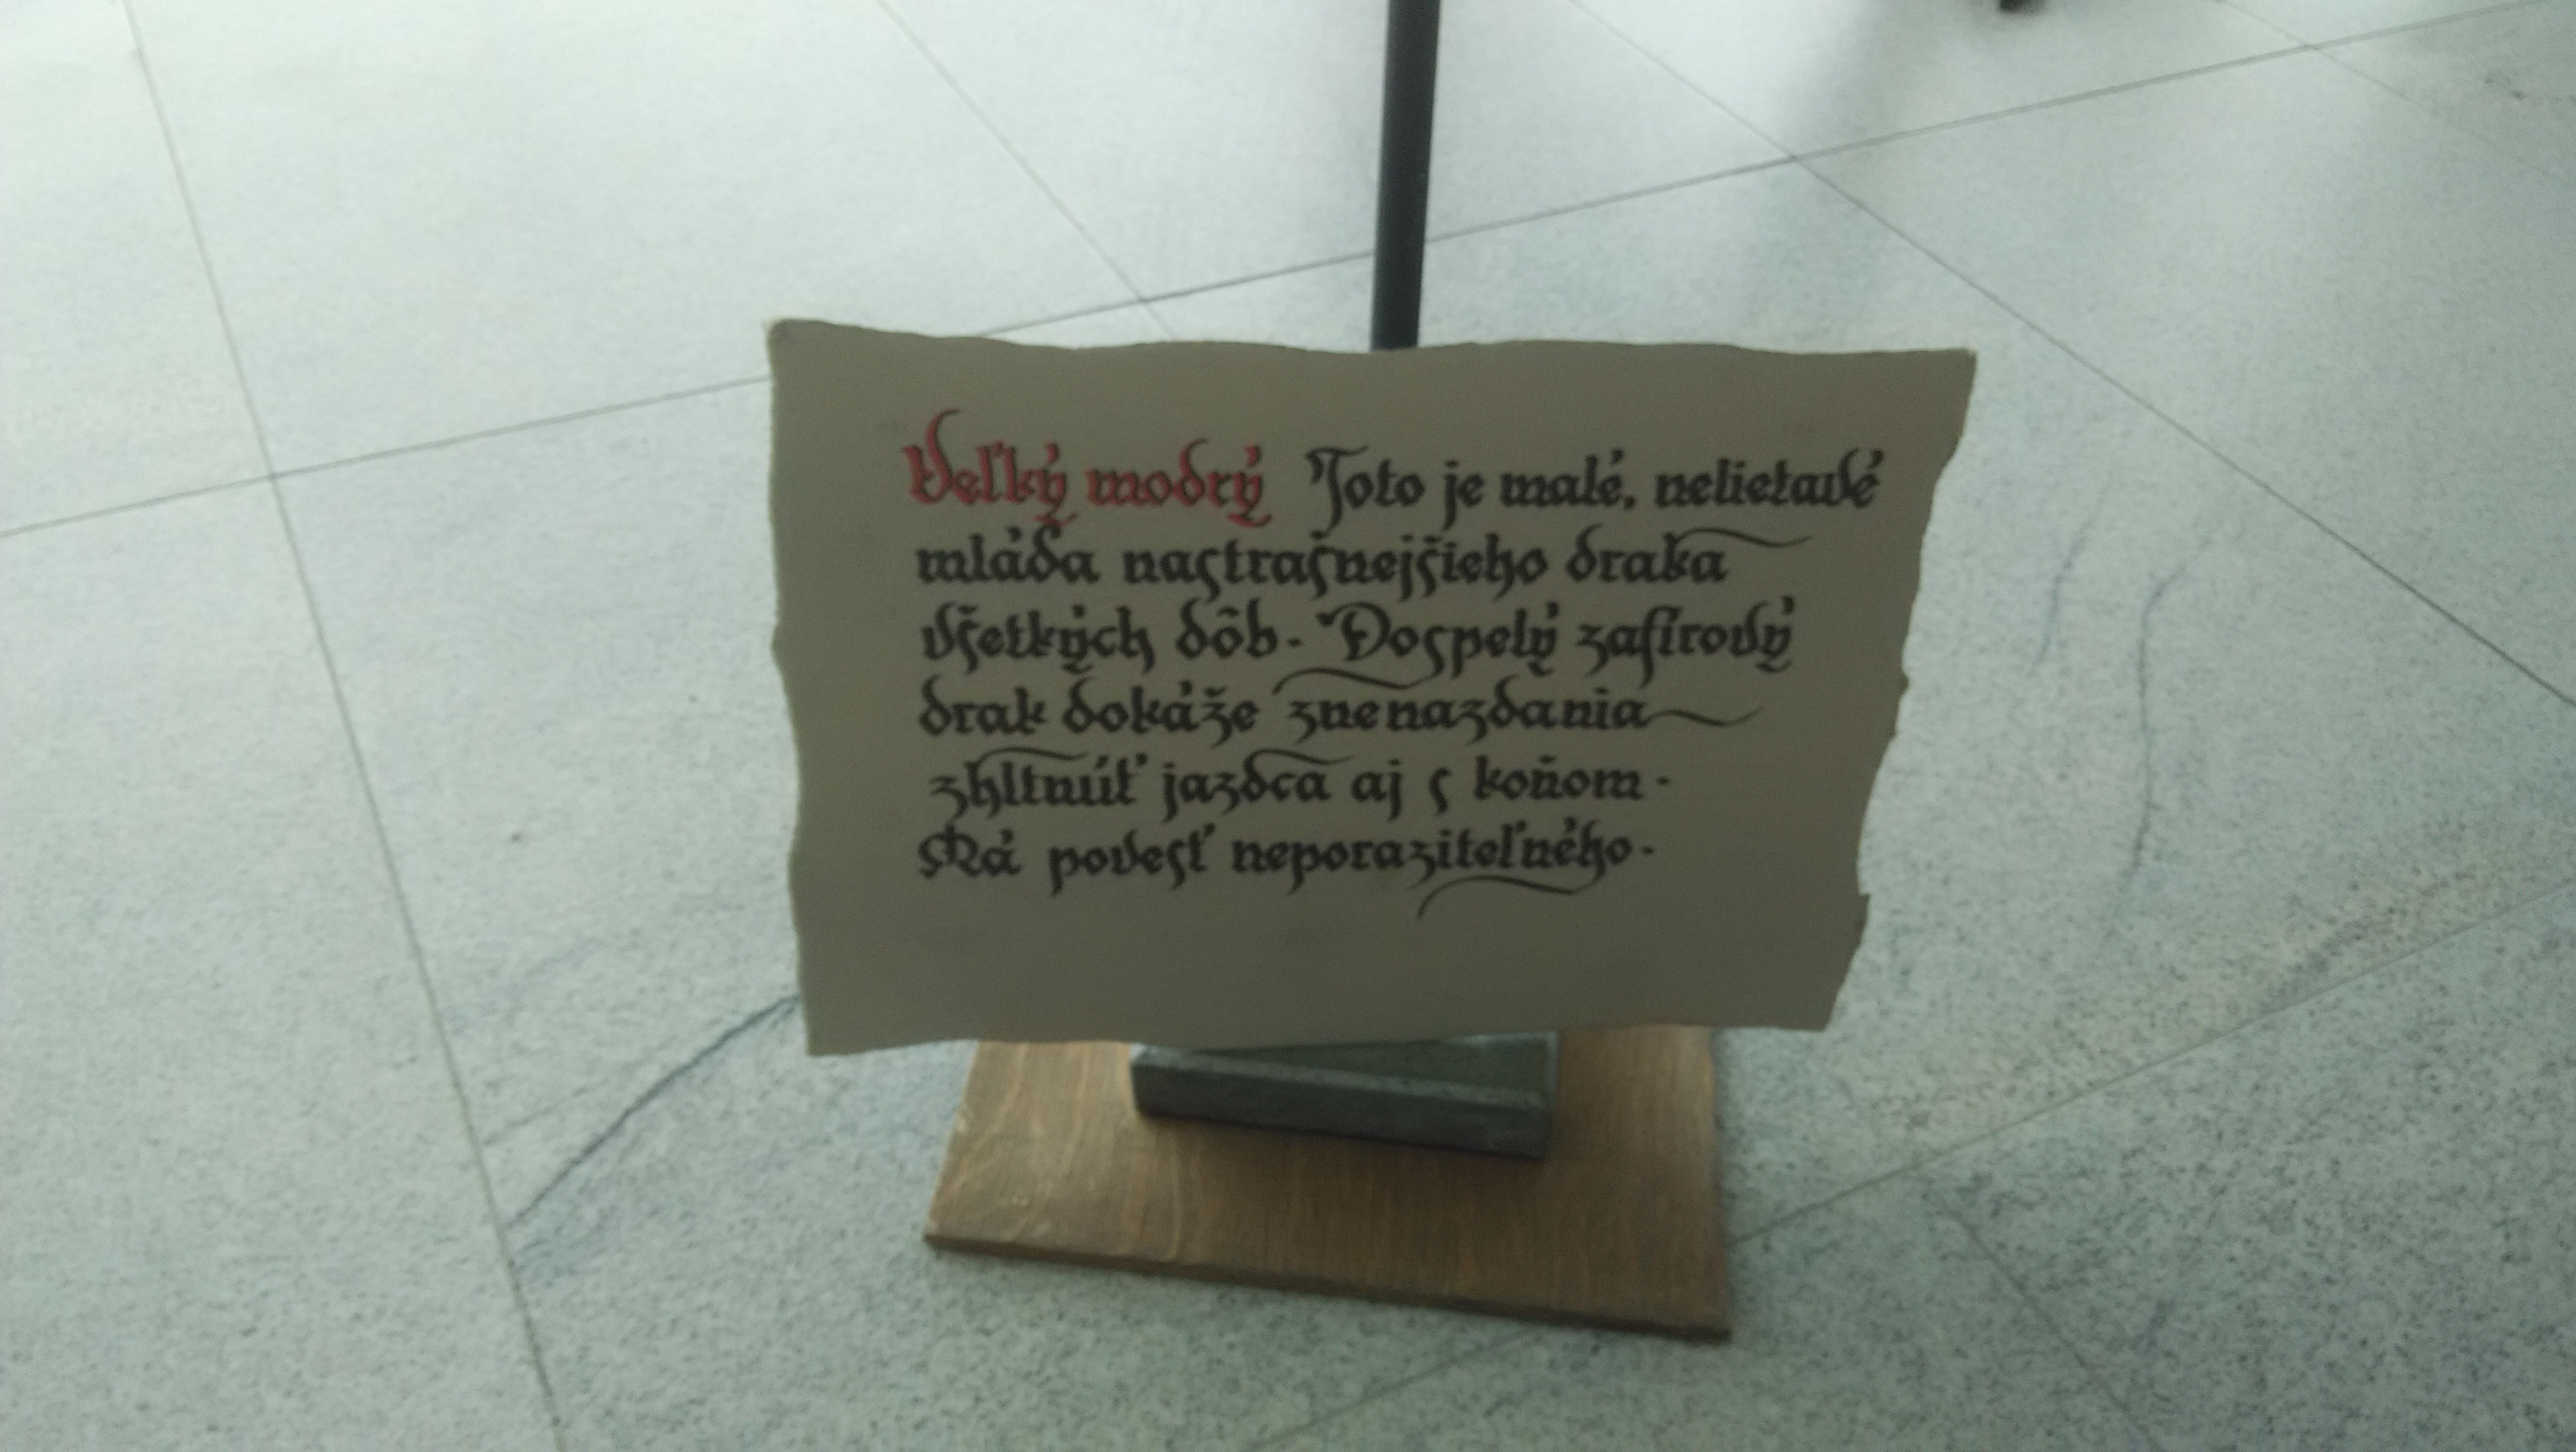 Veľký modrý Toto je malé, nelietavé
mláďa nastrašnejšieho draka
všetkých dôb. Dospelý zafírový
drak dokáže znenazdania
zhltnúť jazdca aj s koňom.
Má povesť neporaziteľného.